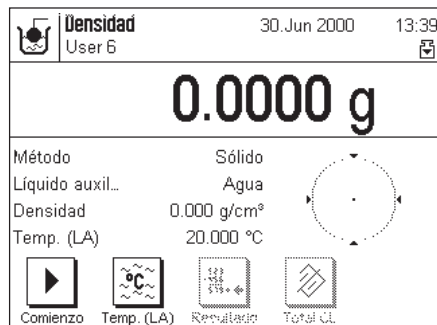 Densidad 30.Jun 2000 13:39
User 6
0.0000 g
Método Sólido
Líquido auxil... Agua
Densidad 0.000 g/cm³
Temp. (LA) 20.000 °C
°C
Comienzo Temp. (LA) Resultado Total CL